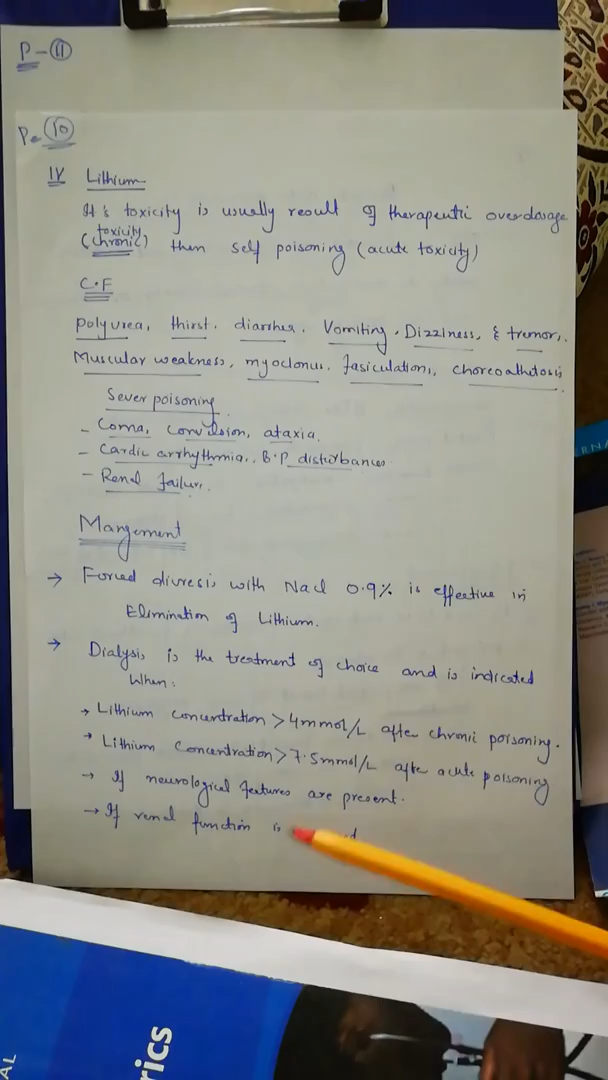 P-11
P-10
IV Lithium
It's toxicity is usually result of therapeutic overdosage
toxicity
(chronic) then self poisoning (acute toxicity)
C.F
Polyurea, thirst, diarrhea, Vomiting, Dizziness, & tremors.
Muscular weakness, myoclonus, fasiculations, choreoathetosis
Sever poisoning
- Coma, convulsion, ataxia.
- Cardic arrhythmia, B.P disturbances
- Renal failure.
Mangement
→ Forced diuresis with Nacl 0.9% is effective in
Elimination of Lithium.
→ Dialysis is the treatment of choice and is indicated
When:
→ Lithium concentration > 4mmol/L after chronic poisoning.
→ Lithium Concentration > 7.5mmol/L after acute poisoning
→ If neurological features are present.
→ If renal function is
rics
AL